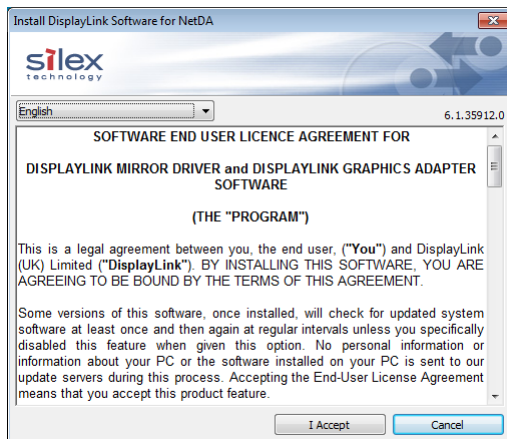 Install DisplayLink Software for NetDA
silex
technology
English
6.1.35912.0
SOFTWARE END USER LICENCE AGREEMENT FOR
DISPLAYLINK MIRROR DRIVER and DISPLAYLINK GRAPHICS ADAPTER
SOFTWARE
(THE "PROGRAM")
This is a legal agreement between you, the end user, ("You") and DisplayLink
(UK) Limited ("DisplayLink"). BY INSTALLING THIS SOFTWARE, YOU ARE
AGREEING TO BE BOUND BY THE TERMS OF THIS AGREEMENT.
Some versions of this software, once installed, will check for updated system
software at least once and then again at regular intervals unless you specifically
disabled this feature when given this option. No personal information or
information about your PC or the software installed on your PC is sent to our
update servers during this process. Accepting the End-User License Agreement
means that you accept this product feature.
I Accept
Cancel